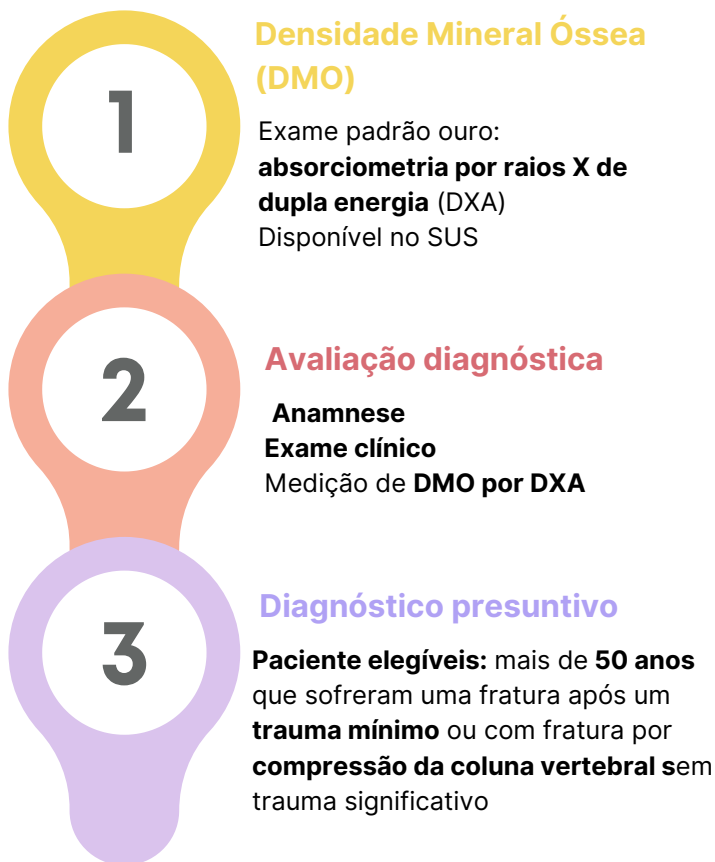 1
Densidade Mineral Óssea
(DMO)
Exame padrão ouro:
absorciometria por raios X de
dupla energia (DXA)
Disponível no SUS
2
Avaliação diagnóstica
Anamnese
Exame clínico
Medição de DMO por DXA
3
Diagnóstico presuntivo
Paciente elegíveis: mais de 50 anos
que sofreram uma fratura após um
trauma mínimo ou com fratura por
compressão da coluna vertebral sem
trauma significativo